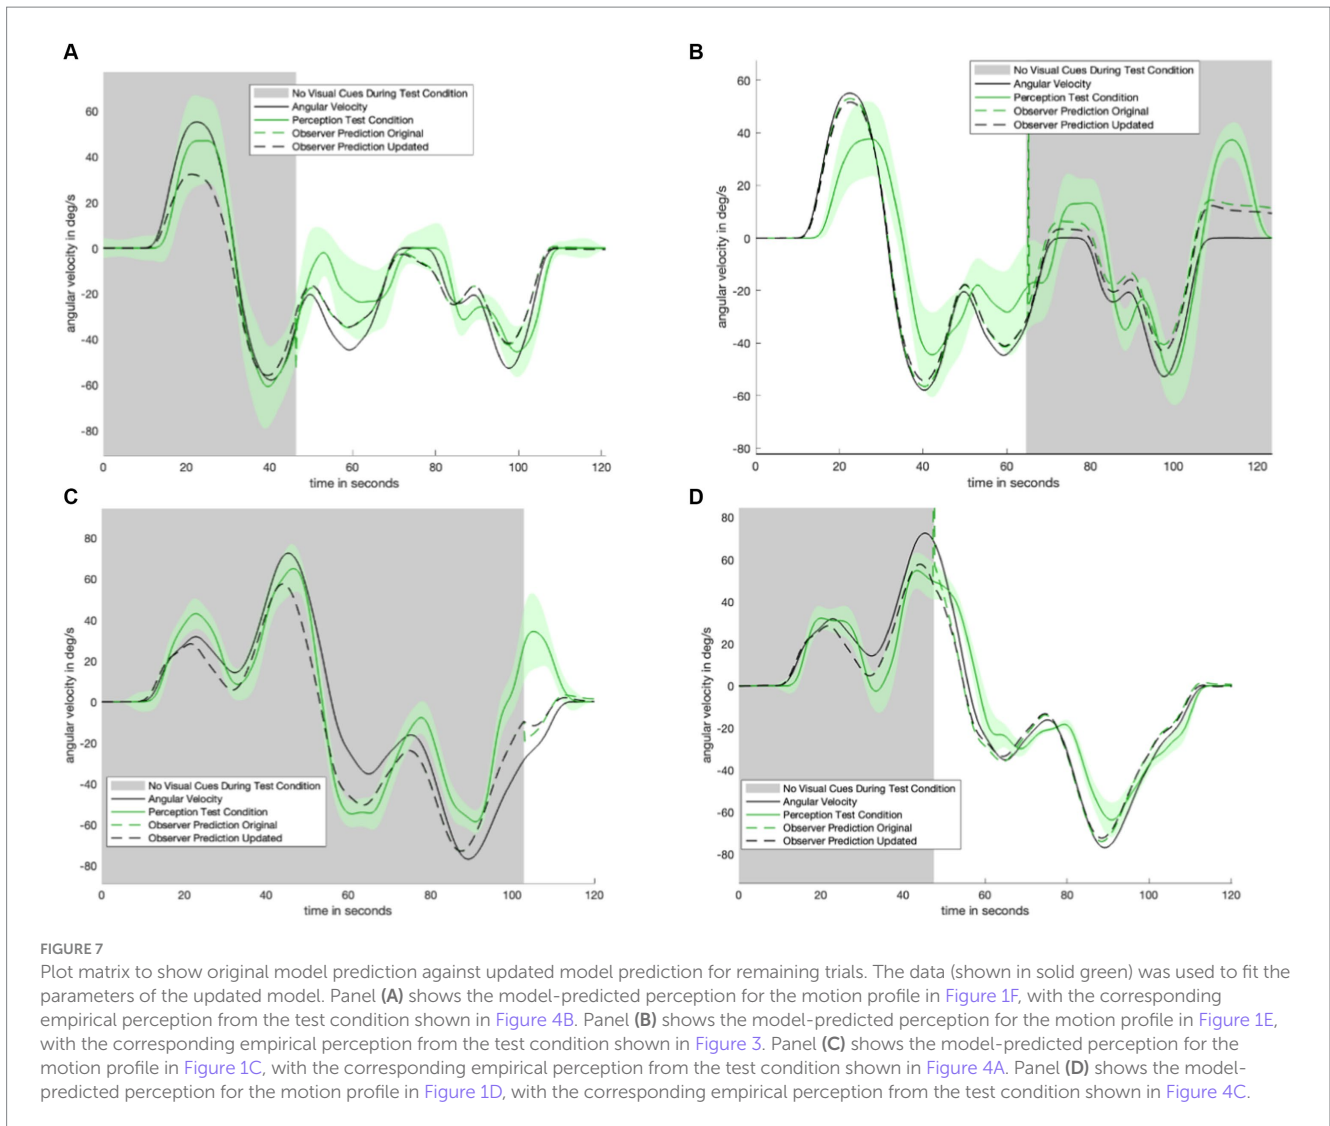 A
No Visual Cues During Test Condition
Angular Velocity
Perception Test Condition
Observer Prediction Original
Observer Prediction Updated
60
40
20
0
-20
-40
-60
-80
angular velocity in deg/s
0 20 40 60 80 100 120
time in seconds
B
No Visual Cues During Test Condition
Angular Velocity
Perception Test Condition
Observer Prediction Original
Observer Prediction Updated
60
40
20
0
-20
-40
-60
-80
angular velocity in deg/s
0 20 40 60 80 100 120
time in seconds
C
80
60
40
20
0
-20
-40
-60
-80
angular velocity in deg/s
No Visual Cues During Test Condition
Angular Velocity
Perception Test Condition
Observer Prediction Original
Observer Prediction Updated
0 20 40 60 80 100 120
time in seconds
D
80
60
40
20
0
-20
-40
-60
-80
angular velocity in deg/s
No Visual Cues During Test Condition
Angular Velocity
Perception Test Condition
Observer Prediction Original
Observer Prediction Updated
0 20 40 60 80 100 120
time in seconds
FIGURE 7
Plot matrix to show original model prediction against updated model prediction for remaining trials. The data (shown in solid green) was used to fit the
parameters of the updated model. Panel (A) shows the model-predicted perception for the motion profile in Figure 1F, with the corresponding
empirical perception from the test condition shown in Figure 4B. Panel (B) shows the model-predicted perception for the motion profile in Figure 1E,
with the corresponding empirical perception from the test condition shown in Figure 3. Panel (C) shows the model-predicted perception for the
motion profile in Figure 1C, with the corresponding empirical perception from the test condition shown in Figure 4A. Panel (D) shows the model-
predicted perception for the motion profile in Figure 1D, with the corresponding empirical perception from the test condition shown in Figure 4C.